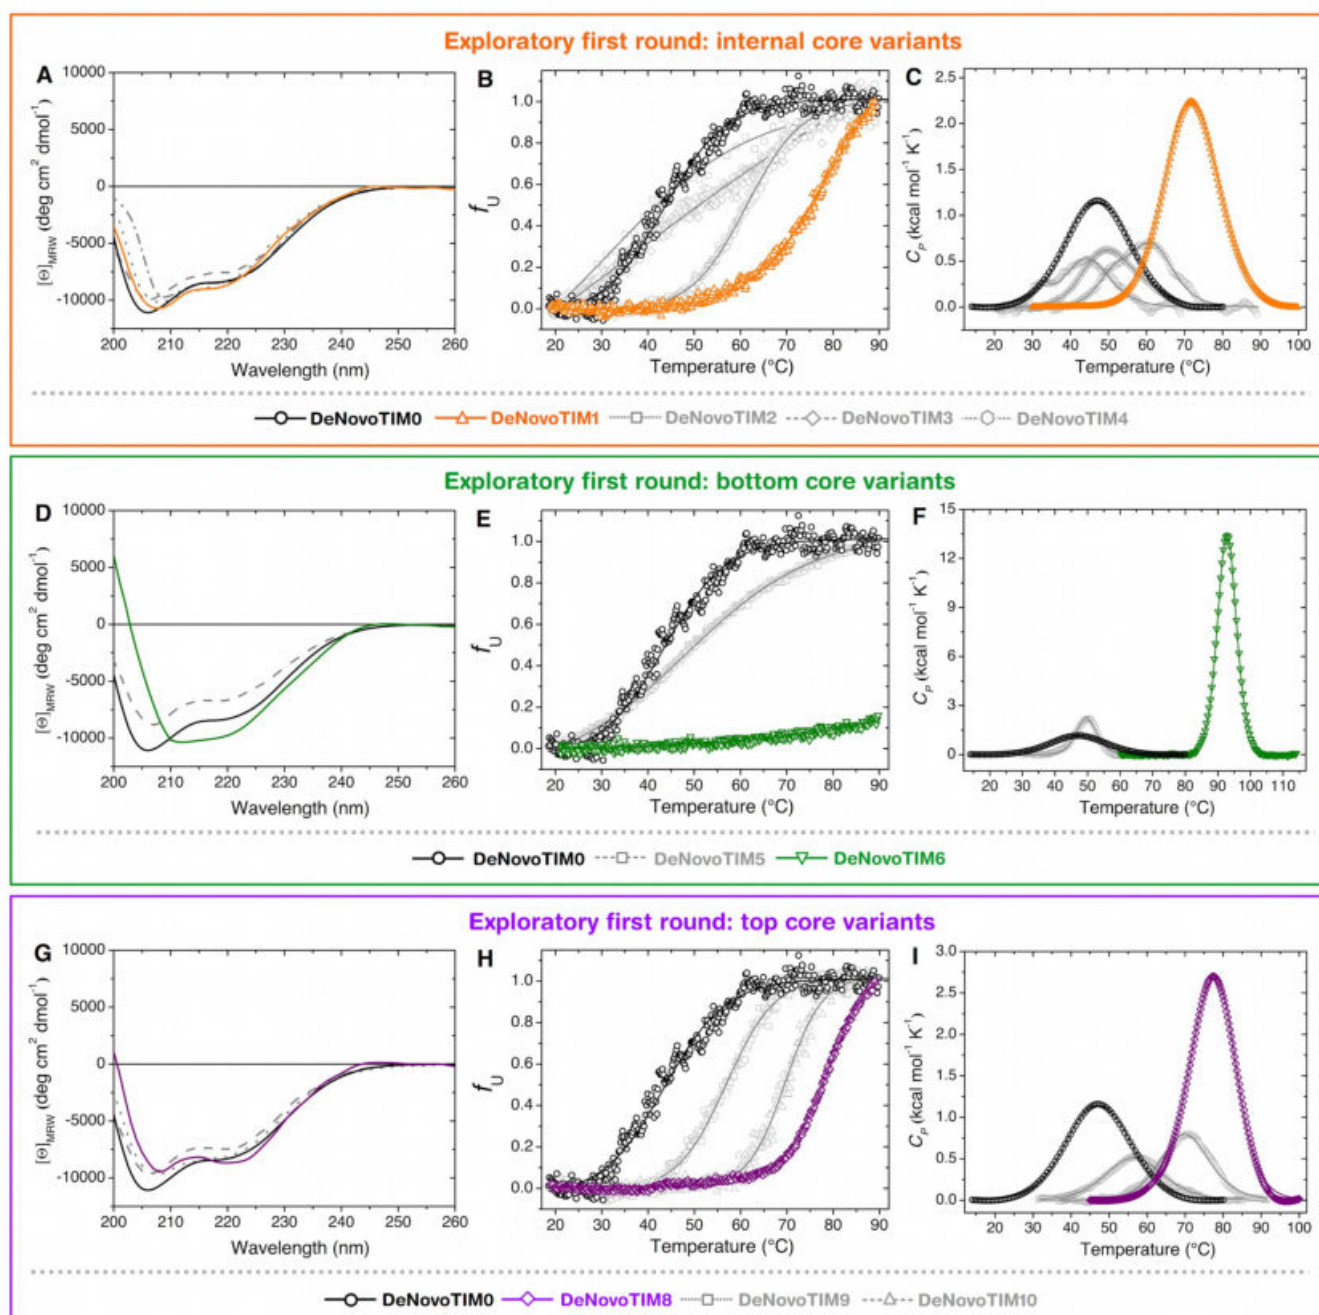 Exploratory first round: internal core variants
A
10000
5000
0
-5000
-10000
[Θ]MRW (deg cm² dmol⁻¹)
200 210 220 230 240 250 260
Wavelength (nm)
B
1.0
0.8
0.6
0.4
0.2
0.0
fU
20 30 40 50 60 70 80 90
Temperature (°C)
C
2.5
2.0
1.5
1.0
0.5
0.0
CP (kcal mol⁻¹ K⁻¹)
20 30 40 50 60 70 80 90 100
Temperature (°C)
DeNovoTIM0 DeNovoTIM1 DeNovoTIM2 DeNovoTIM3 DeNovoTIM4
Exploratory first round: bottom core variants
D
10000
5000
0
-5000
-10000
[Θ]MRW (deg cm² dmol⁻¹)
200 210 220 230 240 250 260
Wavelength (nm)
E
1.0
0.8
0.6
0.4
0.2
0.0
fU
20 30 40 50 60 70 80 90
Temperature (°C)
F
15
12
9
6
3
0
CP (kcal mol⁻¹ K⁻¹)
20 30 40 50 60 70 80 90 100 110
Temperature (°C)
DeNovoTIM0 DeNovoTIM5 DeNovoTIM6
Exploratory first round: top core variants
G
10000
5000
0
-5000
-10000
[Θ]MRW (deg cm² dmol⁻¹)
200 210 220 230 240 250 260
Wavelength (nm)
H
1.0
0.8
0.6
0.4
0.2
0.0
fU
20 30 40 50 60 70 80 90
Temperature (°C)
I
3.0
2.5
2.0
1.5
1.0
0.5
0.0
CP (kcal mol⁻¹ K⁻¹)
20 30 40 50 60 70 80 90 100
Temperature (°C)
DeNovoTIM0 DeNovoTIM8 DeNovoTIM9 DeNovoTIM10